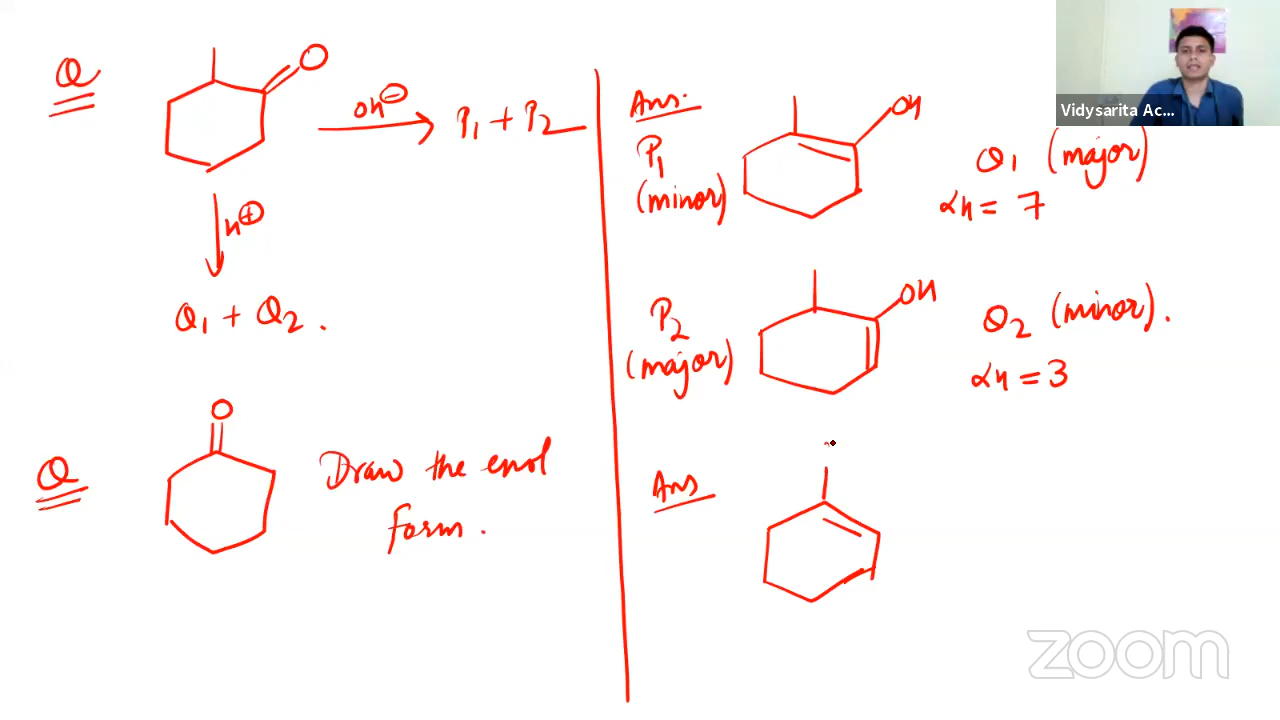 Q
O
OH⊖
P1 + P2
H⊕
Q1 + Q2 .
Q
O
Draw the enol
form .
Ans.
P1
(minor)
OH
Q1 (major)
αH = 7
P2
(major)
OH
Q2 (minor).
αH = 3
Ans
Vidysarita Ac...
zoom